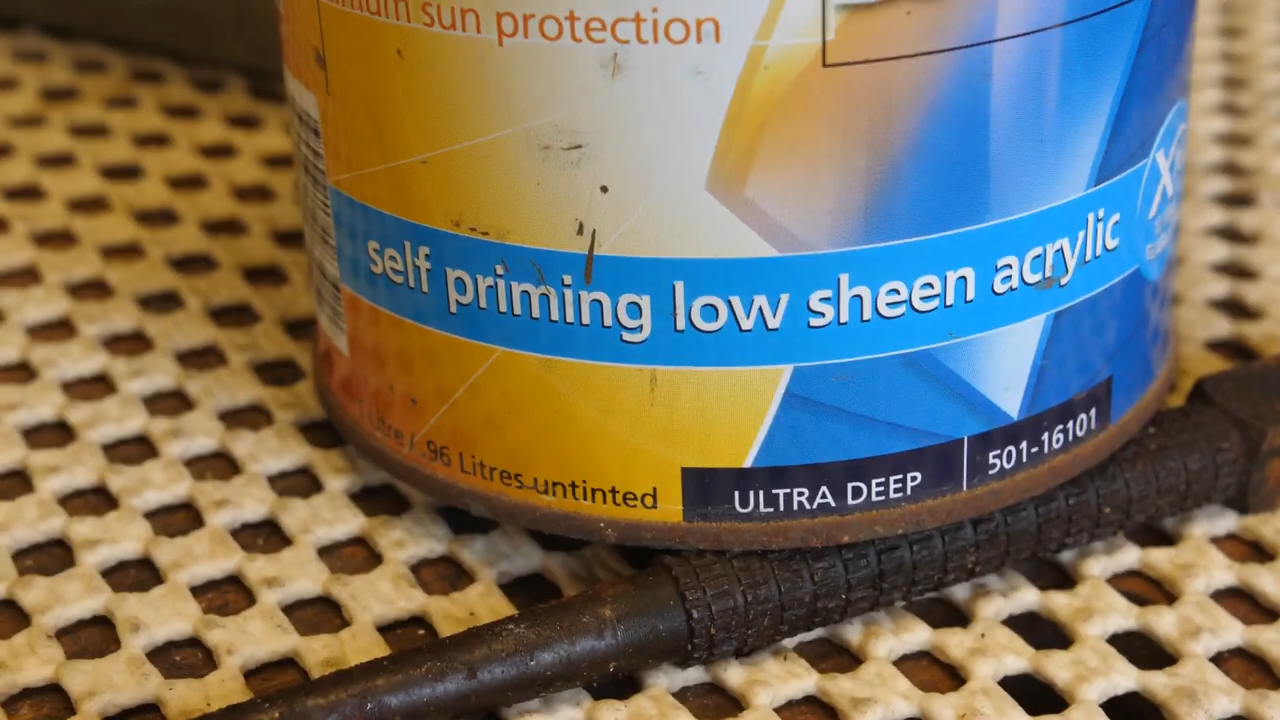 sun protection
self priming low sheen acrylic
.96 Litres untinted
ULTRA DEEP
501-16101